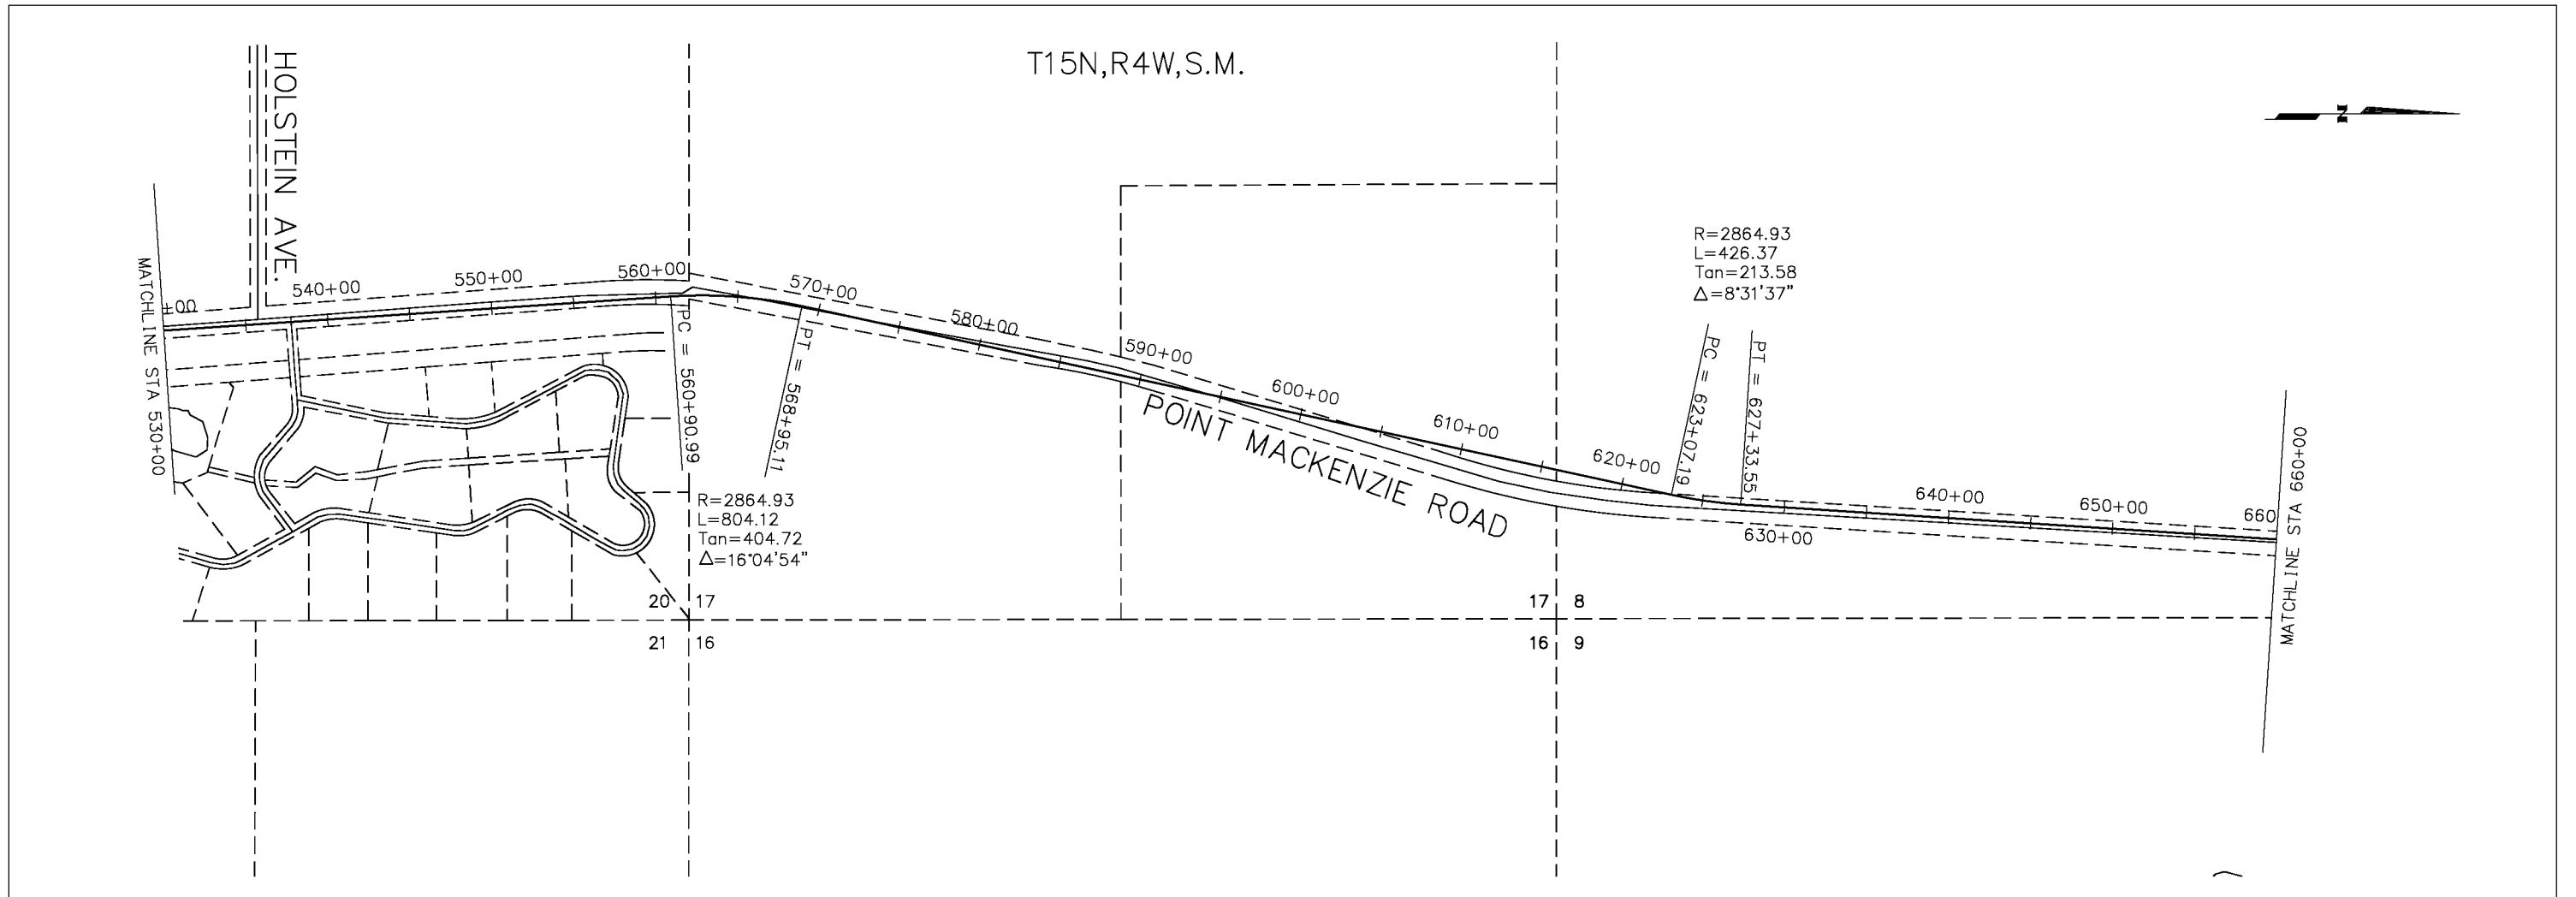 T15N,R4W,S.M.
N
HOLSTEIN AVE.
MATCHLINE STA 530+00
+00
540+00
550+00
560+00
570+00
580+00
590+00
600+00
610+00
620+00
630+00
640+00
650+00
660
PC = 560+90.99
PT = 568+95.11
R=2864.93
L=804.12
Tan=404.72
Δ=16°04'54"
POINT MACKENZIE ROAD
R=2864.93
L=426.37
Tan=213.58
Δ=8°31'37"
PC = 623+07.19
PT = 627+33.55
MATCHLINE STA 660+00
20 17
21 16
17 8
16 9